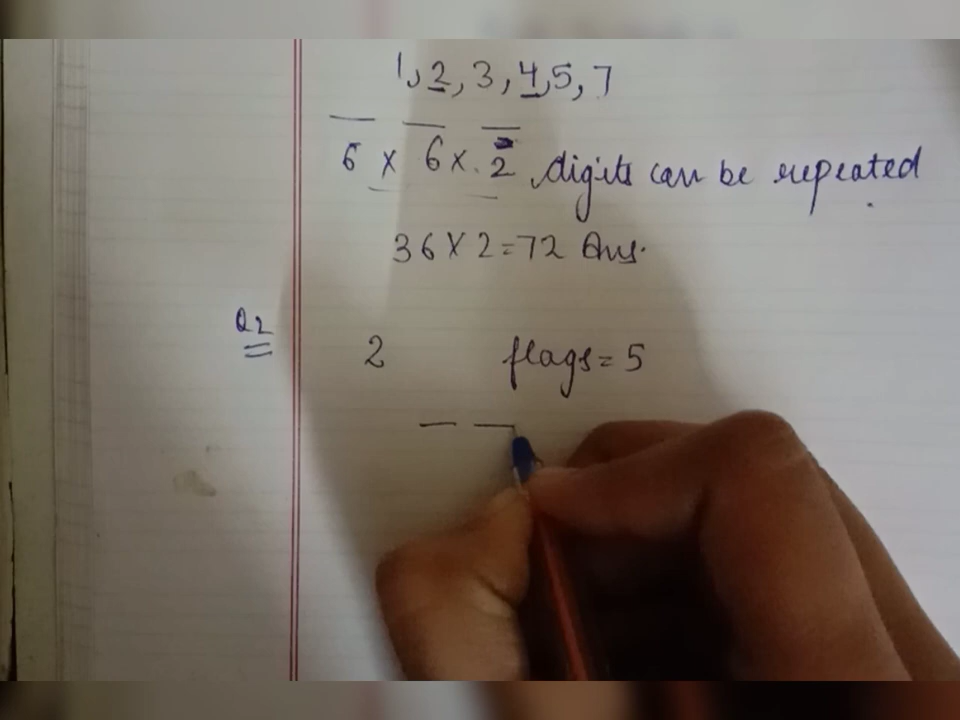 1, 2, 3, 4, 5, 7
6 × 6 × 2 digits can be repeated.
36 × 2 = 72 Ans.
Q2 2 flags = 5